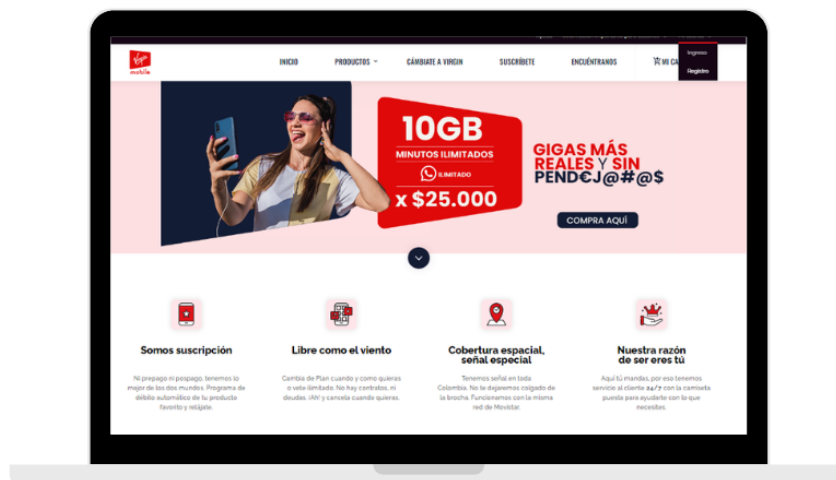 Ingreso
Virgin
mobile
INICIO
PRODUCTOS
CÁMBIATE A VIRGIN
SUSCRÍBETE
ENCUÉNTRANOS
MI CA
Registro
10GB
MINUTOS ILIMITADOS
ILIMITADO
x $25.000
GIGAS MÁS
REALES Y SIN
PEND€J@#@$
COMPRA AQUÍ
Somos suscripción
Ni prepago ni pospago, tenemos lo
mejor de los dos mundos. Programa de
débito automático de tu producto
favorito y relájate.
Libre como el viento
Cambia de Plan cuando y como quieras
o vete ilimitado. No hay contratos, ni
deudas. ¡Ah! y cancela cuando quieras.
Cobertura espacial,
señal especial
Tenemos señal en toda
Colombia. No te dejaremos colgado de
la brocha. Funcionamos con la misma
red de Movistar.
Nuestra razón
de ser eres tú
Aquí tú mandas, por eso tenemos
servicio al cliente 24/7 con la camiseta
puesta para ayudarte con lo que
necesites.